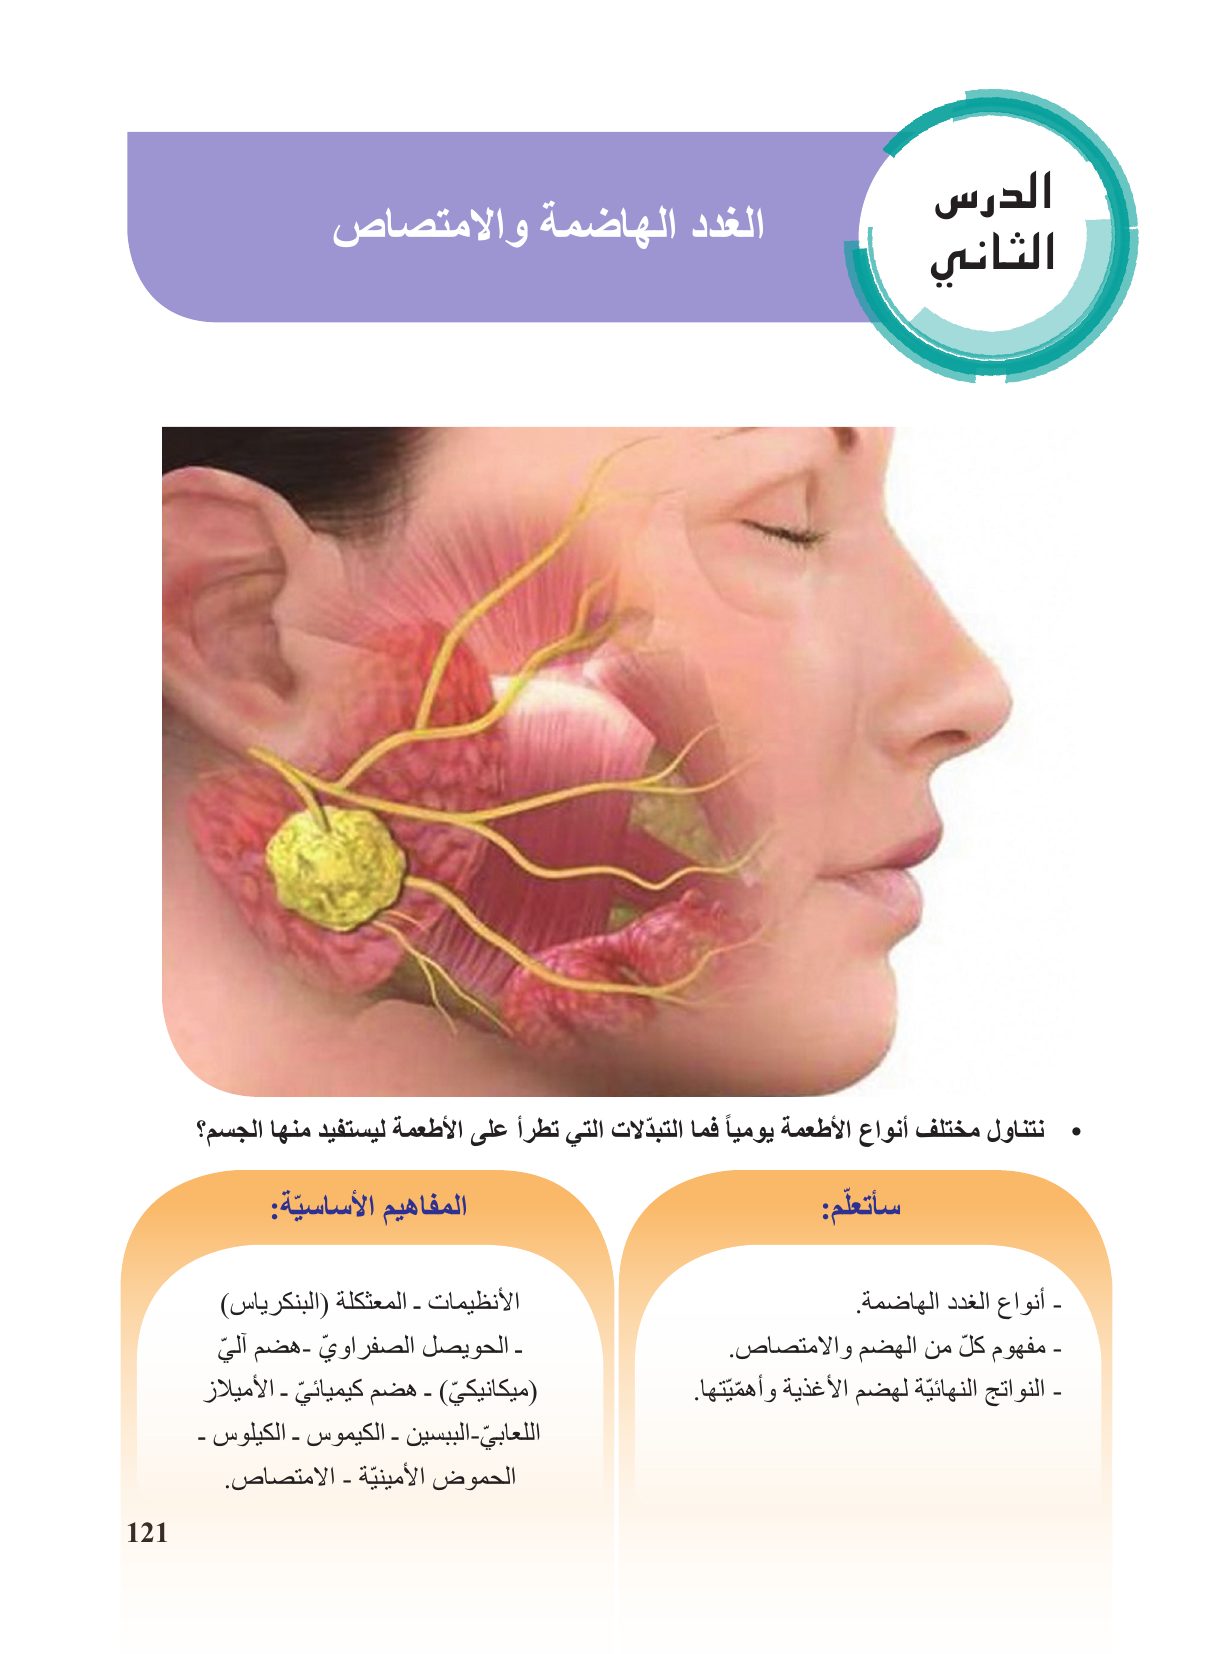 الدرس
الثاني
الغدد الهاضمة والامتصاص
• نتناول مختلف أنواع الأطعمة يومياً فما التبدّلات التي تطرأ على الأطعمة ليستفيد منها الجسم؟
سأتعلّم:
- أنواع الغدد الهاضمة.
- مفهوم كلّ من الهضم والامتصاص.
- النواتج النهائيّة لهضم الأغذية وأهمّيّتها.
المفاهيم الأساسيّة:
الأنظيمات ـ المعثكلة (البنكرياس)
ـ الحويصل الصفراويّ -هضم آليّ
(ميكانيكيّ) ـ هضم كيميائيّ ـ الأميلاز
اللعابيّ-الببسين ـ الكيموس ـ الكيلوس ـ
الحموض الأمينيّة - الامتصاص.
121